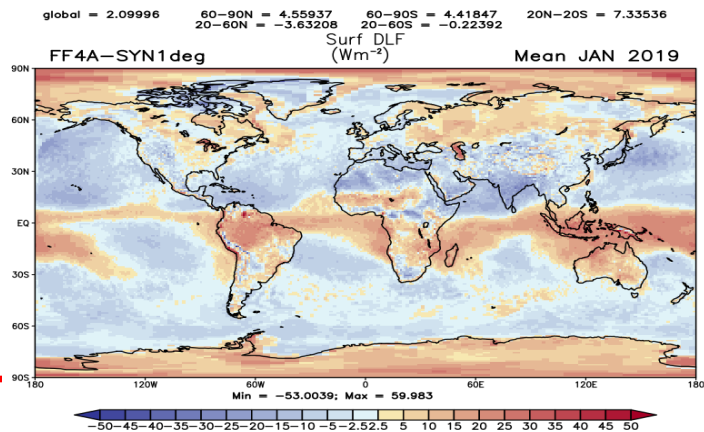 global = 2.09996 60-90N = 4.55937 60-90S = 4.41847 20N-20S = 7.33536
20-60N = -3.63208 20-60S = -0.22392
Surf DLF
FF4A-SYN1deg (Wm⁻²) Mean JAN 2019
90N
60N
30N
EQ
30S
60S
90S
180 120W 60W 0 60E 120E 180
Min = -53.0039; Max = 59.983
-50-45-40-35-30-25-20-15-10-5-2.52.5 5 10 15 20 25 30 35 40 45 50